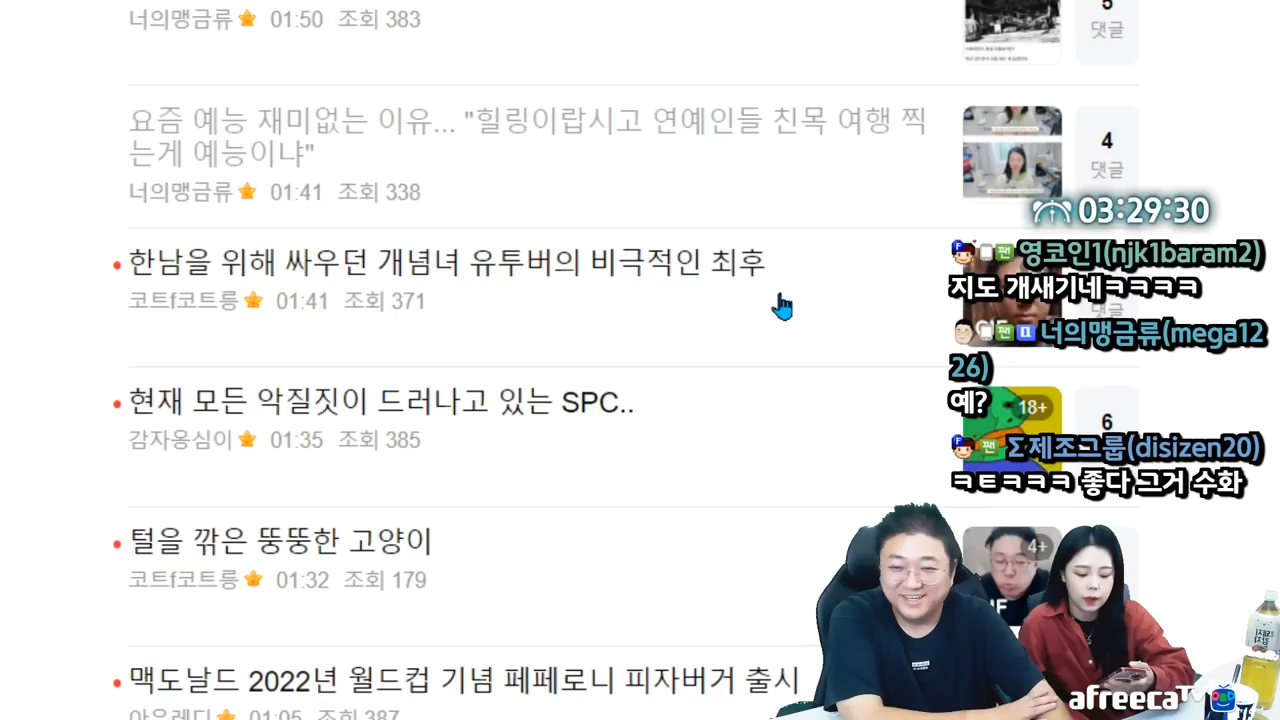 너의맹금류 01:50 조회 383
5
댓글
요즘 예능 재미없는 이유... "힐링이랍시고 연예인들 친목 여행 찍
는게 예능이냐"
너의맹금류 01:41 조회 338
4
댓글
03:29:30
한남을 위해 싸우던 개념녀 유투버의 비극적인 최후
코트f코트릉 01:41 조회 371
댓글
영코인1(njk1baram2)
지도 개새기네ㅋㅋㅋㅋ
너의맹금류(mega12
26)
예?
현재 모든 악질짓이 드러나고 있는 SPC..
감자옹심이 01:35 조회 385
18+
6
Σ제조그룹(disizen20)
ㅋㅌㅋㅋㅋ 좋다 그거 수화
털을 깎은 뚱뚱한 고양이
코트f코트릉 01:32 조회 179
4+
맥도날드 2022년 월드컵 기념 페페로니 피자버거 출시
01:05 조회 387
afreecaTV